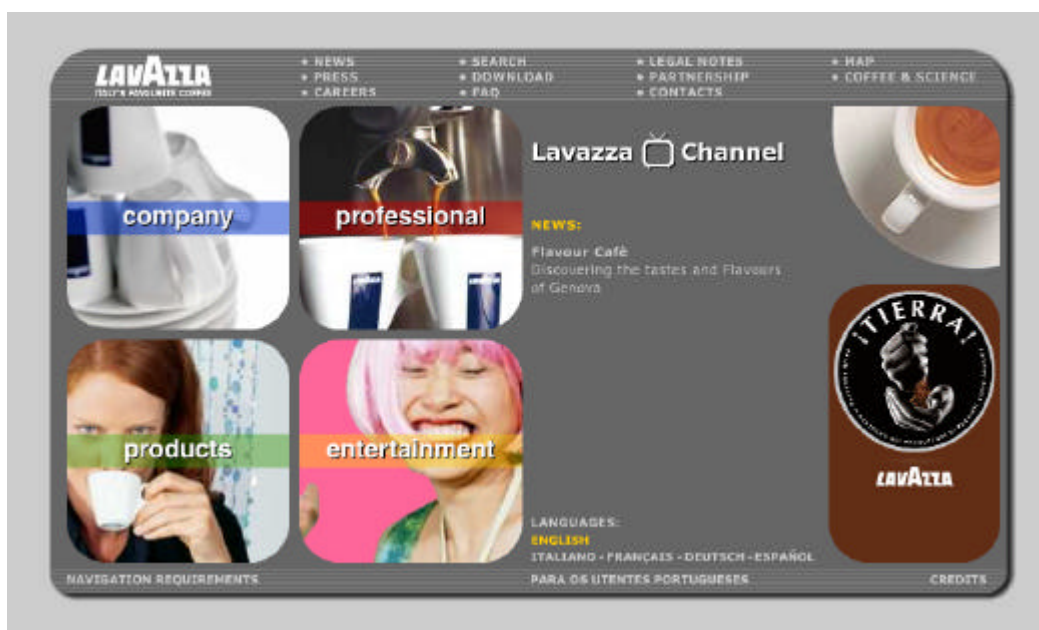 LAVAZZA
ITALY'S FAVOURITE COFFEE
• NEWS
• PRESS
• CAREERS
• SEARCH
• DOWNLOAD
• FAQ
• LEGAL NOTES
• PARTNERSHIP
• CONTACTS
• MAP
• COFFEE & SCIENCE
company
professional
products
entertainment
Lavazza Channel
NEWS:
Flavour Cafè
Discovering the tastes and Flavours
of Genova
¡TIERRA!
LAVAZZA
LANGUAGES:
ENGLISH
ITALIANO - FRANÇAIS - DEUTSCH - ESPAÑOL
NAVIGATION REQUIREMENTS
PARA OS UTENTES PORTUGUESES
CREDITS